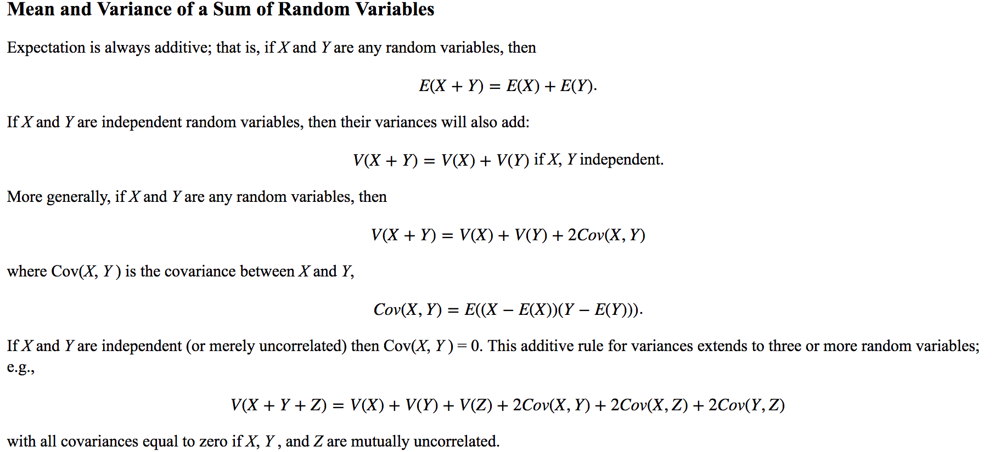 Mean and Variance of a Sum of Random Variables
Expectation is always additive; that is, if X and Y are any random variables, then
E(X + Y) = E(X) + E(Y).
If X and Y are independent random variables, then their variances will also add:
V(X + Y) = V(X) + V(Y) if X, Y independent.
More generally, if X and Y are any random variables, then
V(X + Y) = V(X) + V(Y) + 2Cov(X, Y)
where Cov(X, Y ) is the covariance between X and Y,
Cov(X, Y) = E((X − E(X))(Y − E(Y))).
If X and Y are independent (or merely uncorrelated) then Cov(X, Y ) = 0. This additive rule for variances extends to three or more random variables;
e.g.,
V(X + Y + Z) = V(X) + V(Y) + V(Z) + 2Cov(X, Y) + 2Cov(X, Z) + 2Cov(Y, Z)
with all covariances equal to zero if X, Y , and Z are mutually uncorrelated.